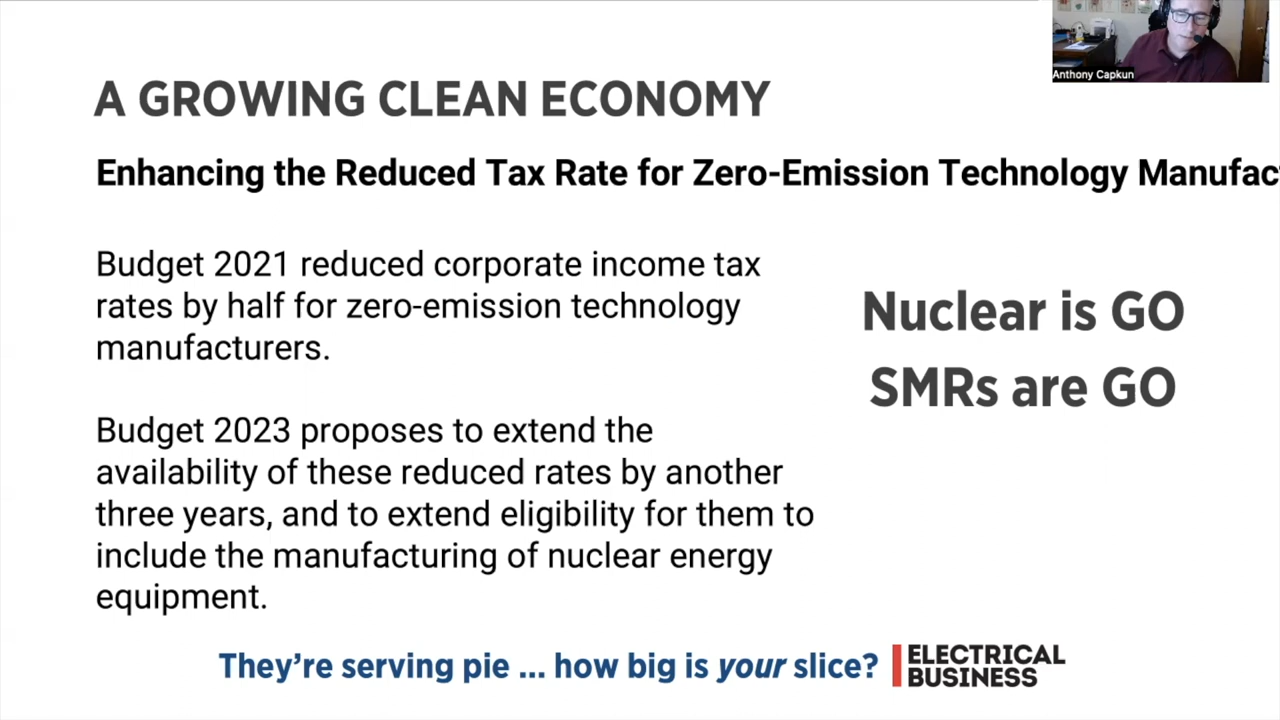 Anthony Capkun
A GROWING CLEAN ECONOMY
Enhancing the Reduced Tax Rate for Zero-Emission Technology Manufac
Budget 2021 reduced corporate income tax
rates by half for zero-emission technology
manufacturers.
Budget 2023 proposes to extend the
availability of these reduced rates by another
three years, and to extend eligibility for them to
include the manufacturing of nuclear energy
equipment.
Nuclear is GO
SMRs are GO
They're serving pie ... how big is your slice?
ELECTRICAL
BUSINESS